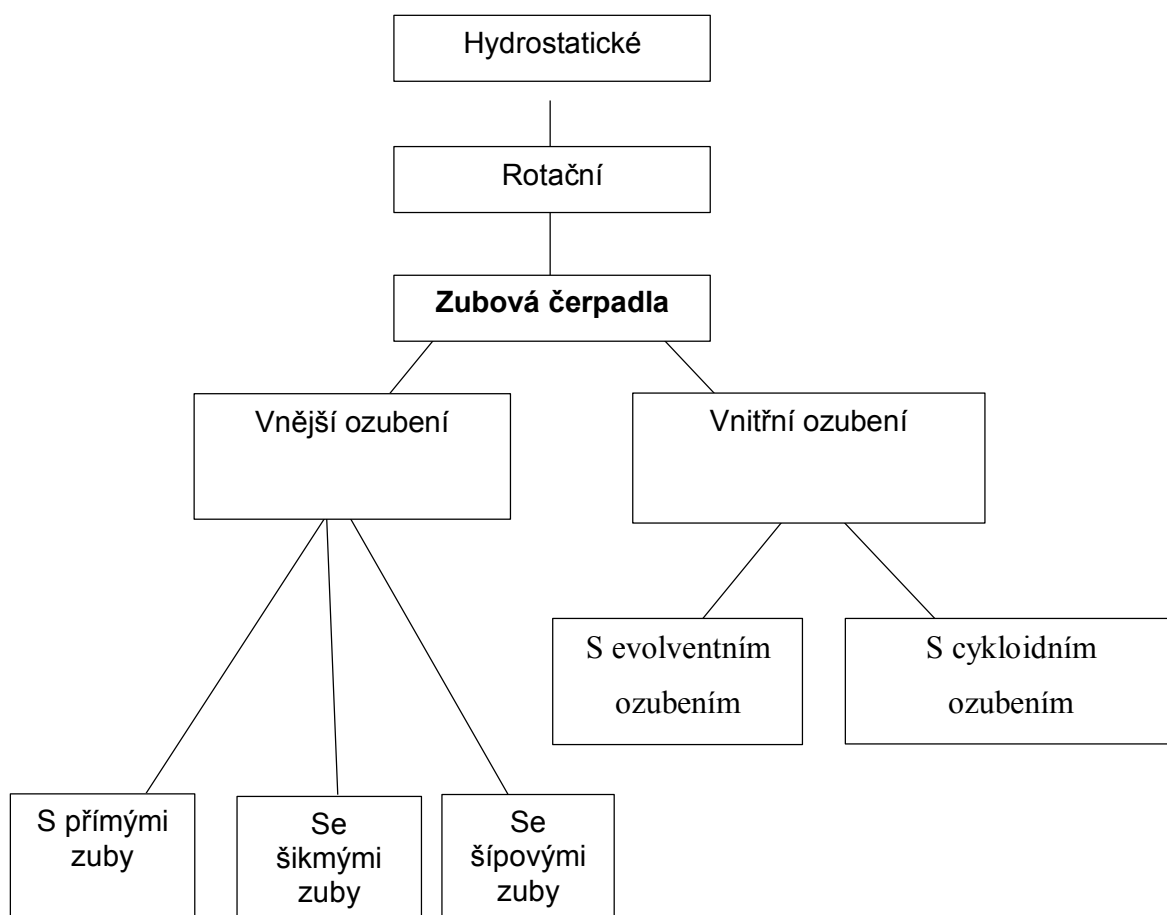 Hydrostatické
Rotační
Zubová čerpadla
Vnější ozubení
Vnitřní ozubení
S evolventním
ozubením
S cykloidním
ozubením
S přímými
zuby
Se
šikmými
zuby
Se
šípovými
zuby